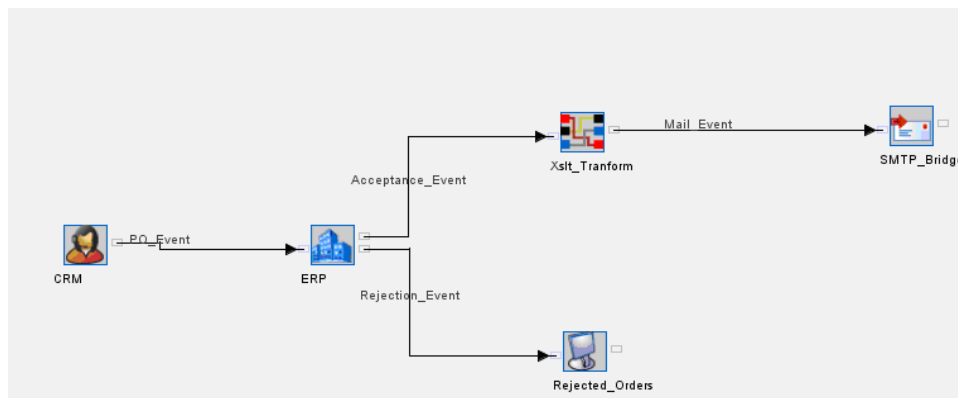 Mail_Event
Xslt_Tranform
SMTP_Bridg
Acceptance_Event
PO_Event
CRM
ERP
Rejection_Event
Rejected_Orders